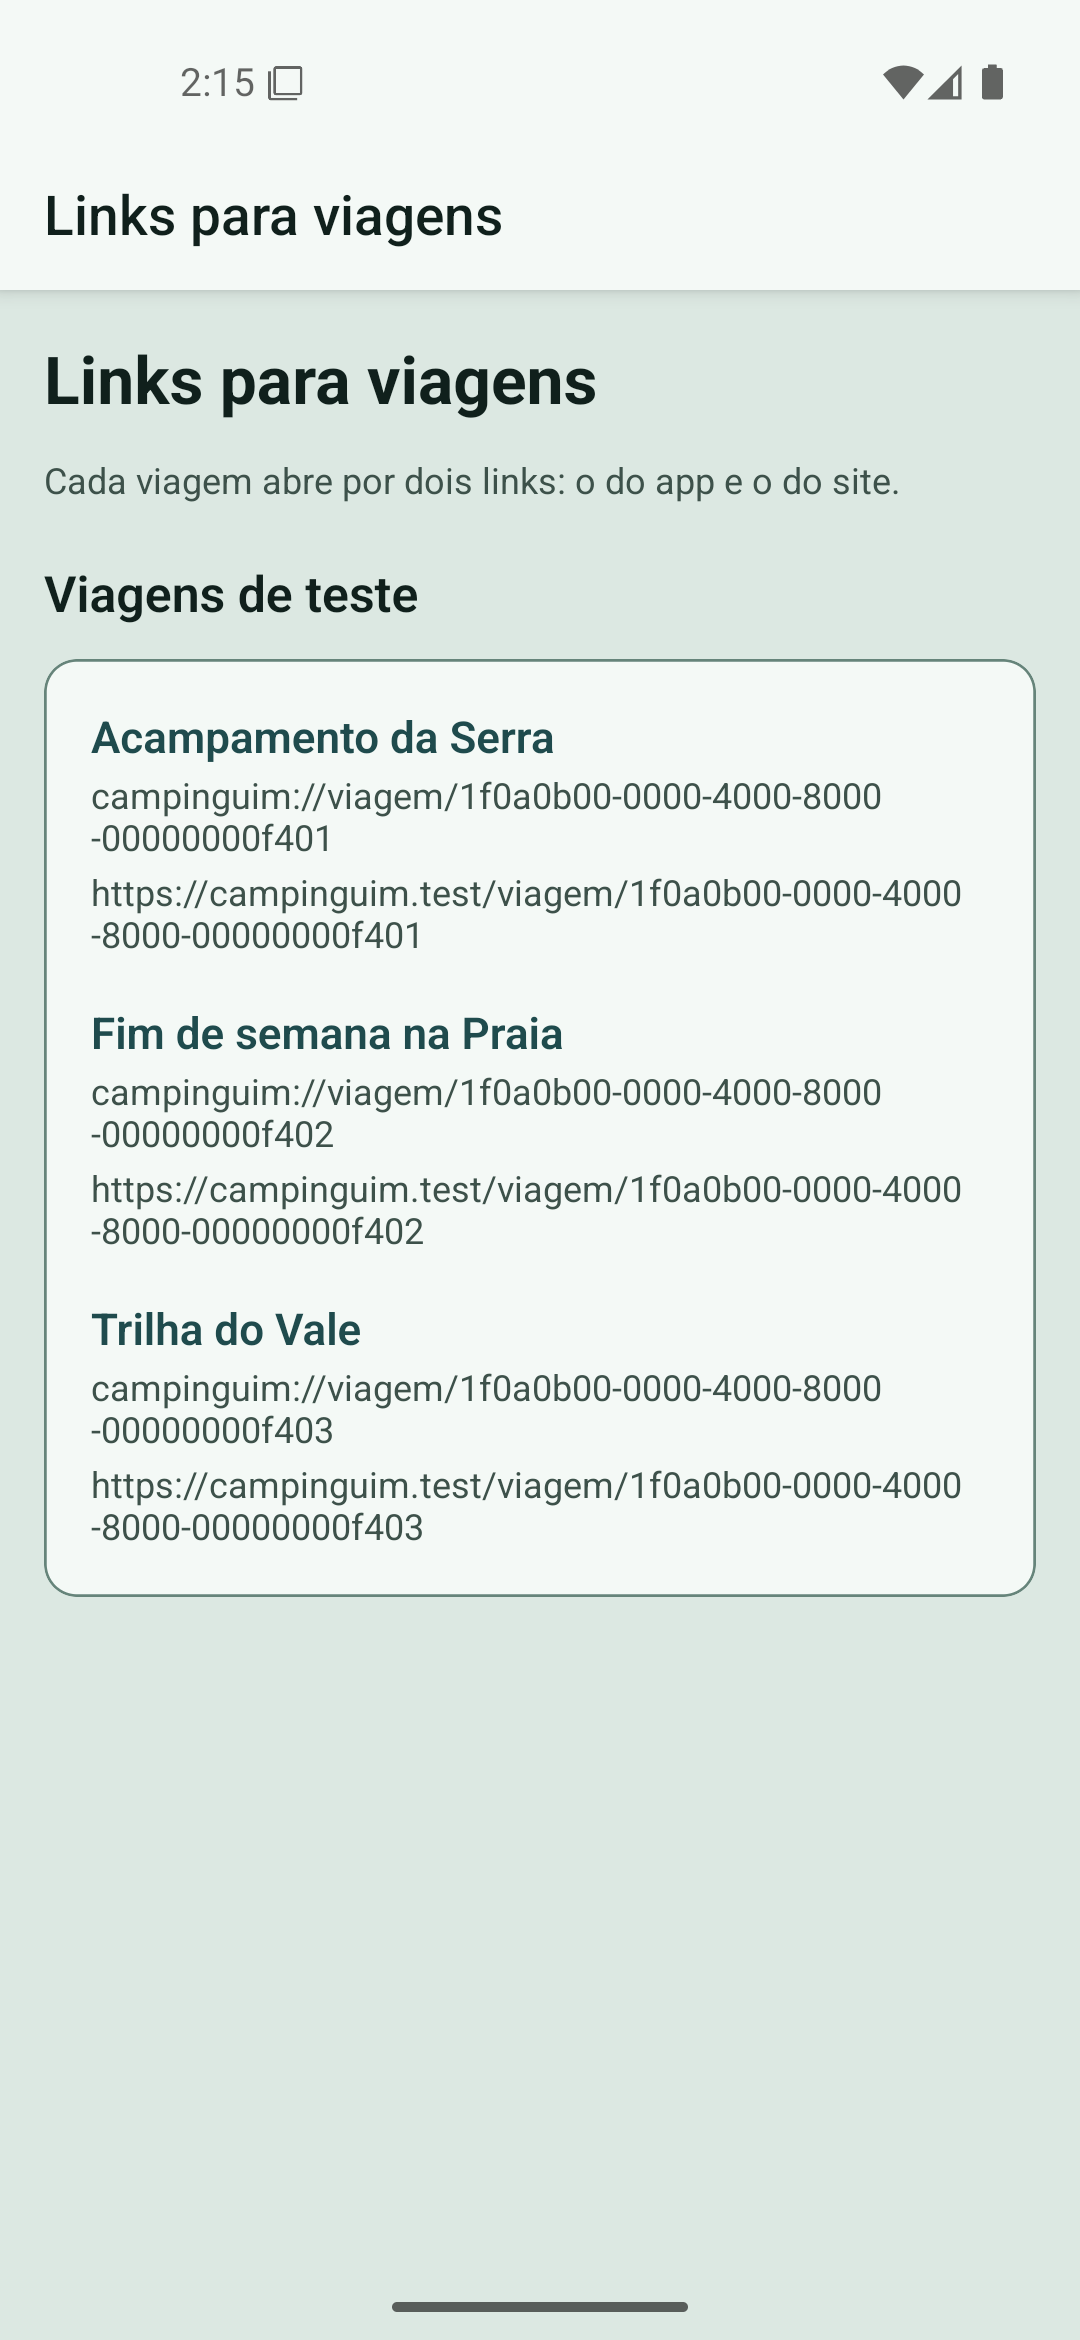 2:15
Links para viagens
Links para viagens
Cada viagem abre por dois links: o do app e o do site.
Viagens de teste
Acampamento da Serra
campinguim://viagem/1f0a0b00-0000-4000-8000
-00000000f401
https://campinguim.test/viagem/1f0a0b00-0000-4000
-8000-00000000f401
Fim de semana na Praia
campinguim://viagem/1f0a0b00-0000-4000-8000
-00000000f402
https://campinguim.test/viagem/1f0a0b00-0000-4000
-8000-00000000f402
Trilha do Vale
campinguim://viagem/1f0a0b00-0000-4000-8000
-00000000f403
https://campinguim.test/viagem/1f0a0b00-0000-4000
-8000-00000000f403